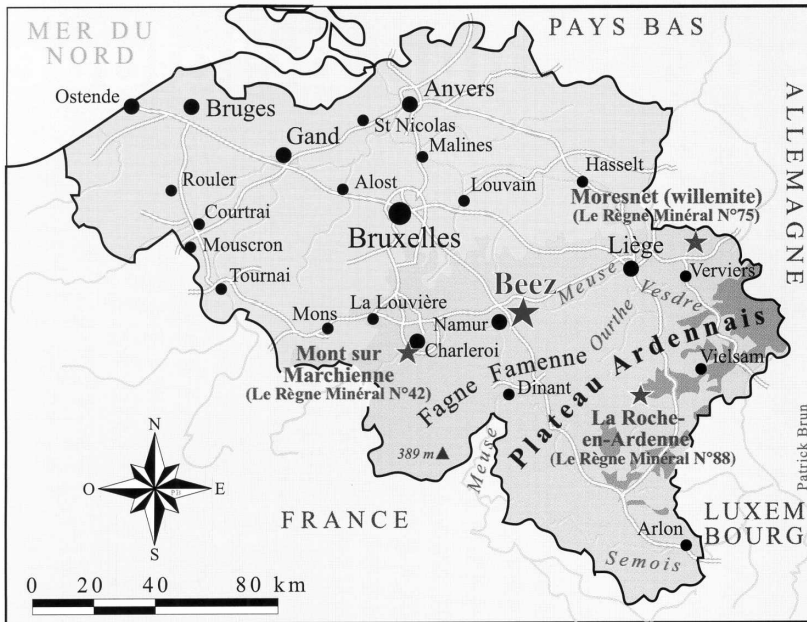 MER DU
NORD
PAYS BAS
ALLEMAGNE
Ostende
Bruges
Anvers
St Nicolas
Gand
Malines
Hasselt
Rouler
Alost
Louvain
Moresnet (willemite)
(Le Règne Minéral N°75)
Courtrai
Bruxelles
Mouscron
Liège
Meuse
Verviers
Vesdre
Tournai
Beez
Mons
La Louvière
Namur
Ourthe
Charleroi
Mont sur
Marchienne
(Le Règne Minéral N°42)
Fagne Famenne
Plateau Ardennais
Vielsam
Dinant
La Roche-
en-Ardenne
(Le Règne Minéral N°88)
389 m
Meuse
Patrick Brun
N
O
E
S
PB
FRANCE
LUXEM
BOURG
Arlon
Semois
0 20 40 60 80 km